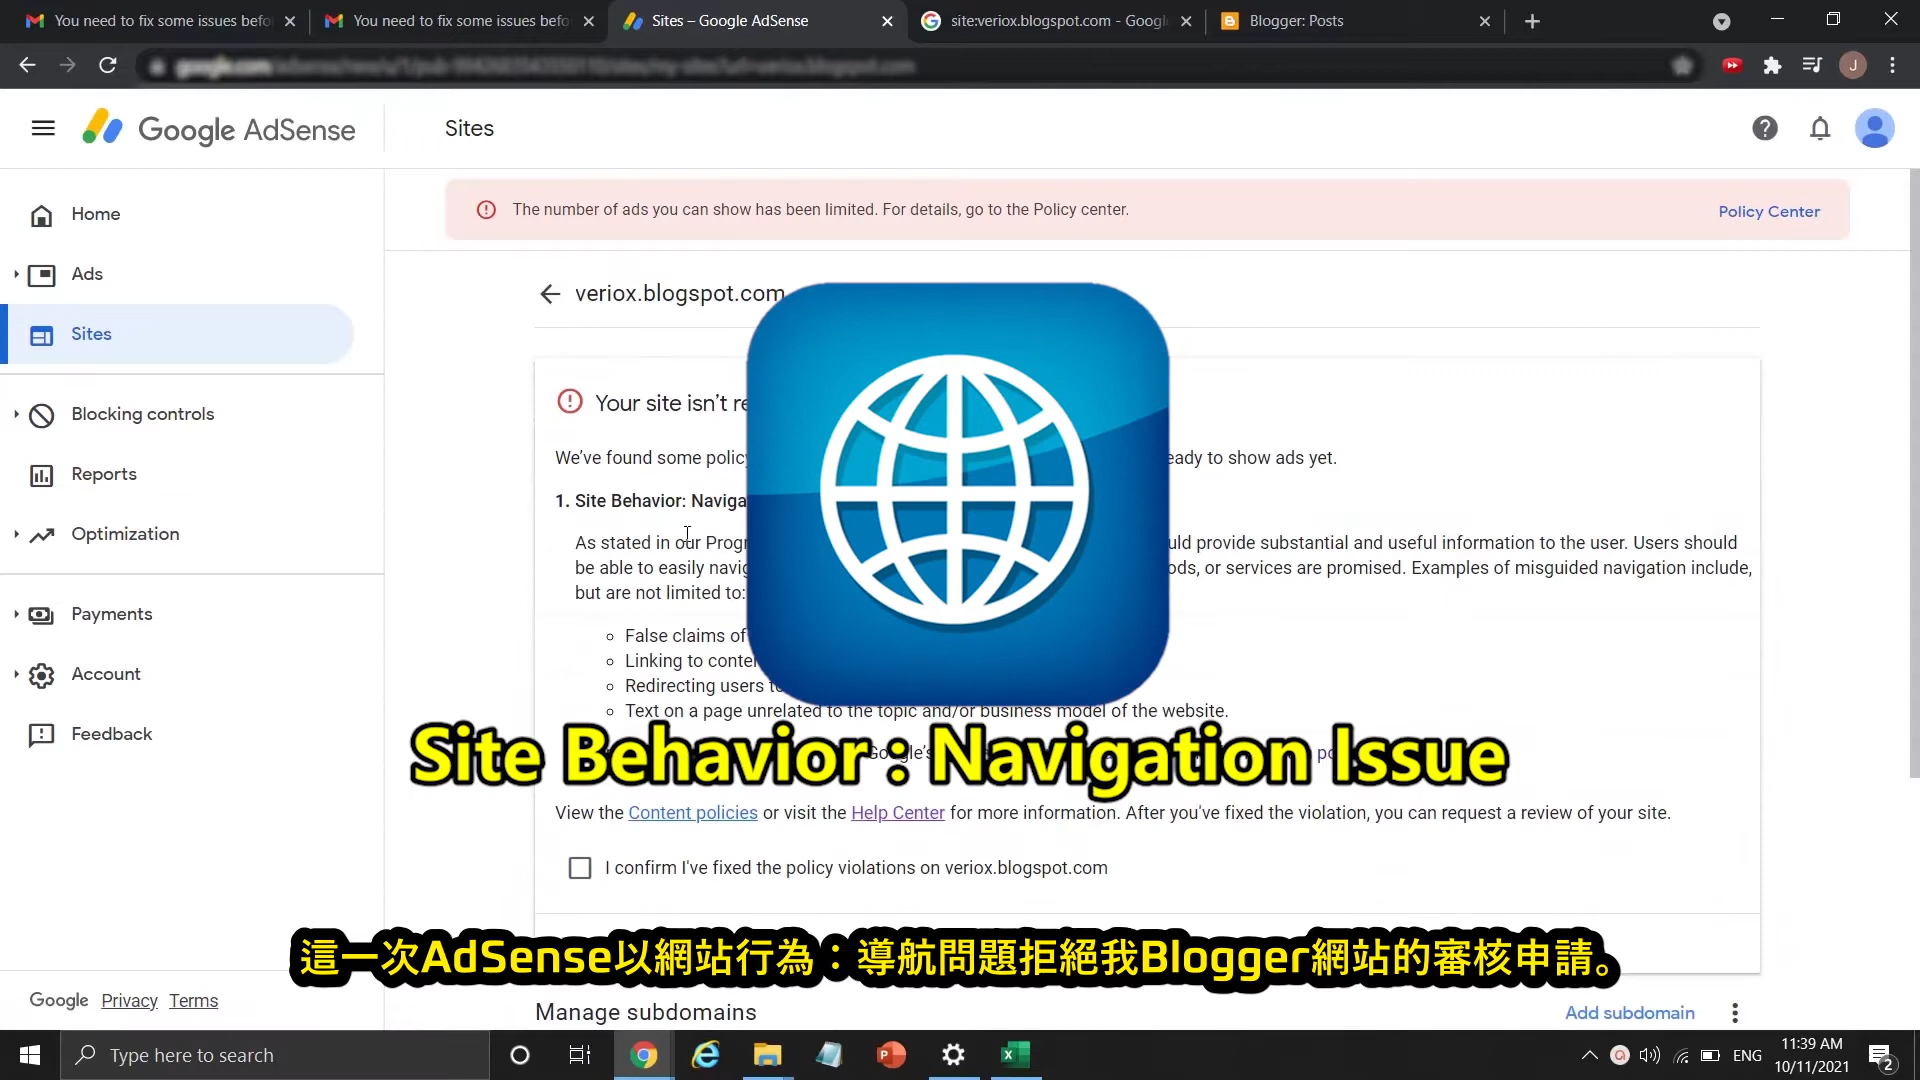 You need to fix some issues befo
You need to fix some issues befo
Sites – Google AdSense
site:veriox.blogspot.com - Googl
Blogger: Posts
J
Google AdSense
Sites
The number of ads you can show has been limited. For details, go to the Policy center.
Policy Center
Home
Ads
Sites
Blocking controls
Reports
Optimization
Payments
Account
Feedback
Google Privacy Terms
veriox.blogspot.com
Your site isn't re
We've found some policy
eady to show ads yet.
1. Site Behavior: Naviga
As stated in our Progr
uld provide substantial and useful information to the user. Users should
be able to easily navig
ods, or services are promised. Examples of misguided navigation include,
but are not limited to:
False claims of
Linking to conte
Redirecting users to
Text on a page unrelated to the topic and/or business model of the website.
Google's
po
Site Behavior : Navigation Issue
View the Content policies or visit the Help Center for more information. After you've fixed the violation, you can request a review of your site.
I confirm I've fixed the policy violations on veriox.blogspot.com
這一次AdSense以網站行為：導航問題拒絕我Blogger網站的審核申請。
Manage subdomains
Add subdomain
Type here to search
ENG
11:39 AM
10/11/2021
2